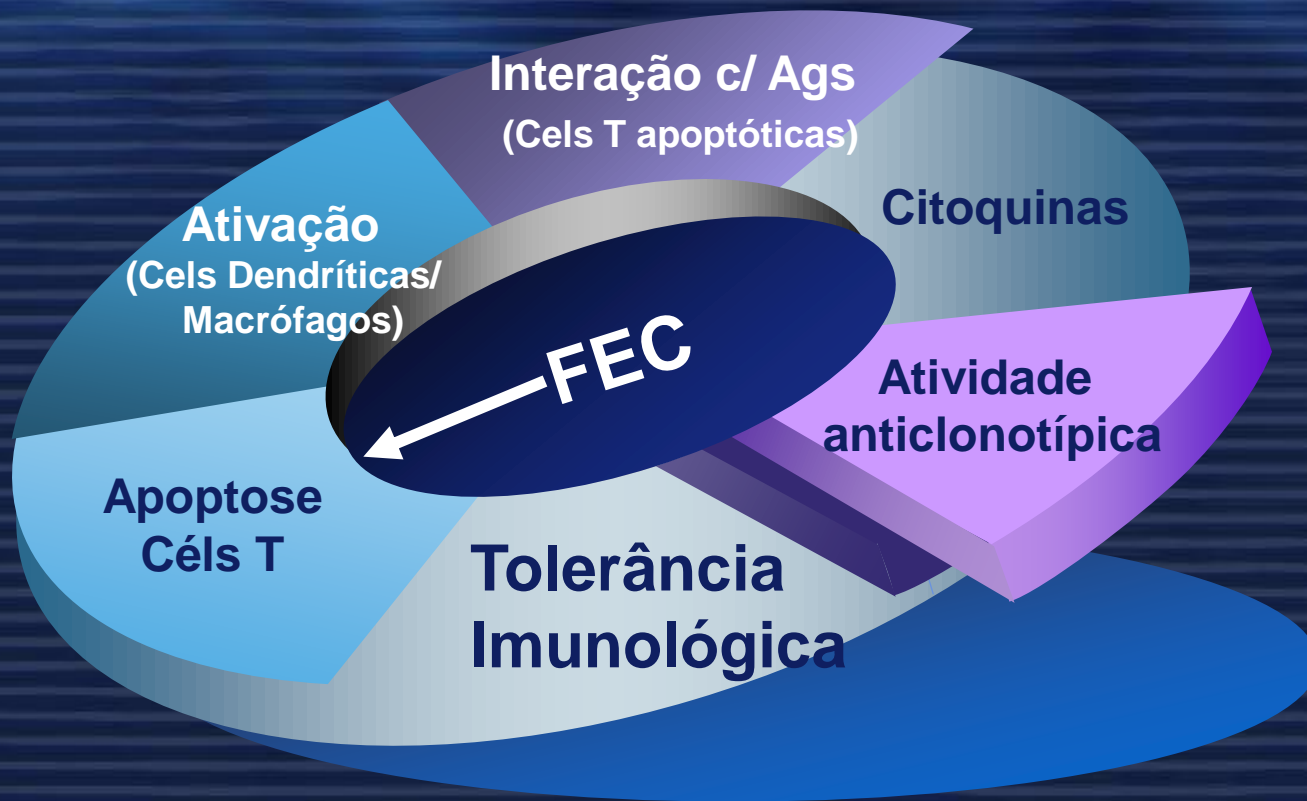 Interação c/ Ags
(Cels T apoptóticas)
Citoquinas
Ativação
(Cels Dendríticas/
Macrófagos)
FEC
Atividade
anticlonotípica
Apoptose
Céls T
Tolerância
Imunológica